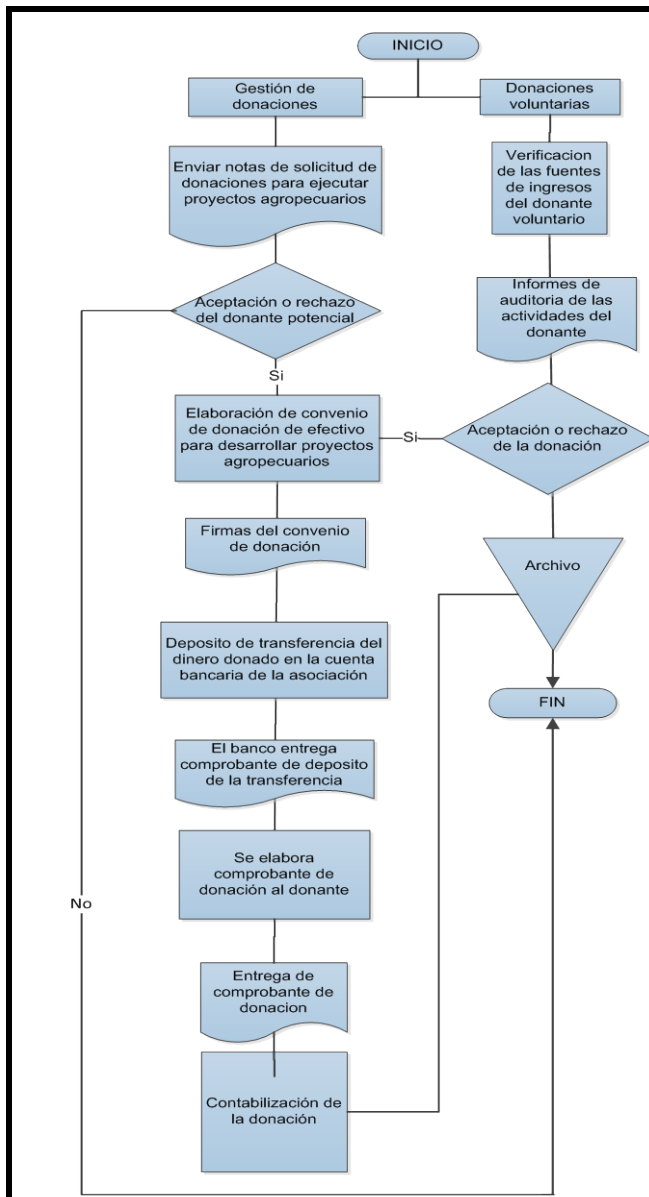 INICIO
Gestión de
donaciones
Donaciones
voluntarias
Enviar notas de solicitud de
donaciones para ejecutar
proyectos agropecuarios
Verificacion
de las fuentes
de ingresos
del donante
voluntario
Aceptación o rechazo
del donante potencial
Informes de
auditoria de las
actividades del
donante
Si
Elaboración de convenio
de donación de efectivo
para desarrollar proyectos
agropecuarios
Si
Aceptación o rechazo
de la donación
Firmas del convenio
de donación
Archivo
Deposito de transferencia del
dinero donado en la cuenta
bancaria de la asociación
FIN
El banco entrega
comprobante de deposito
de la transferencia
Se elabora
comprobante de
donación al donante
No
Entrega de
comprobante de
donacion
Contabilización de
la donación